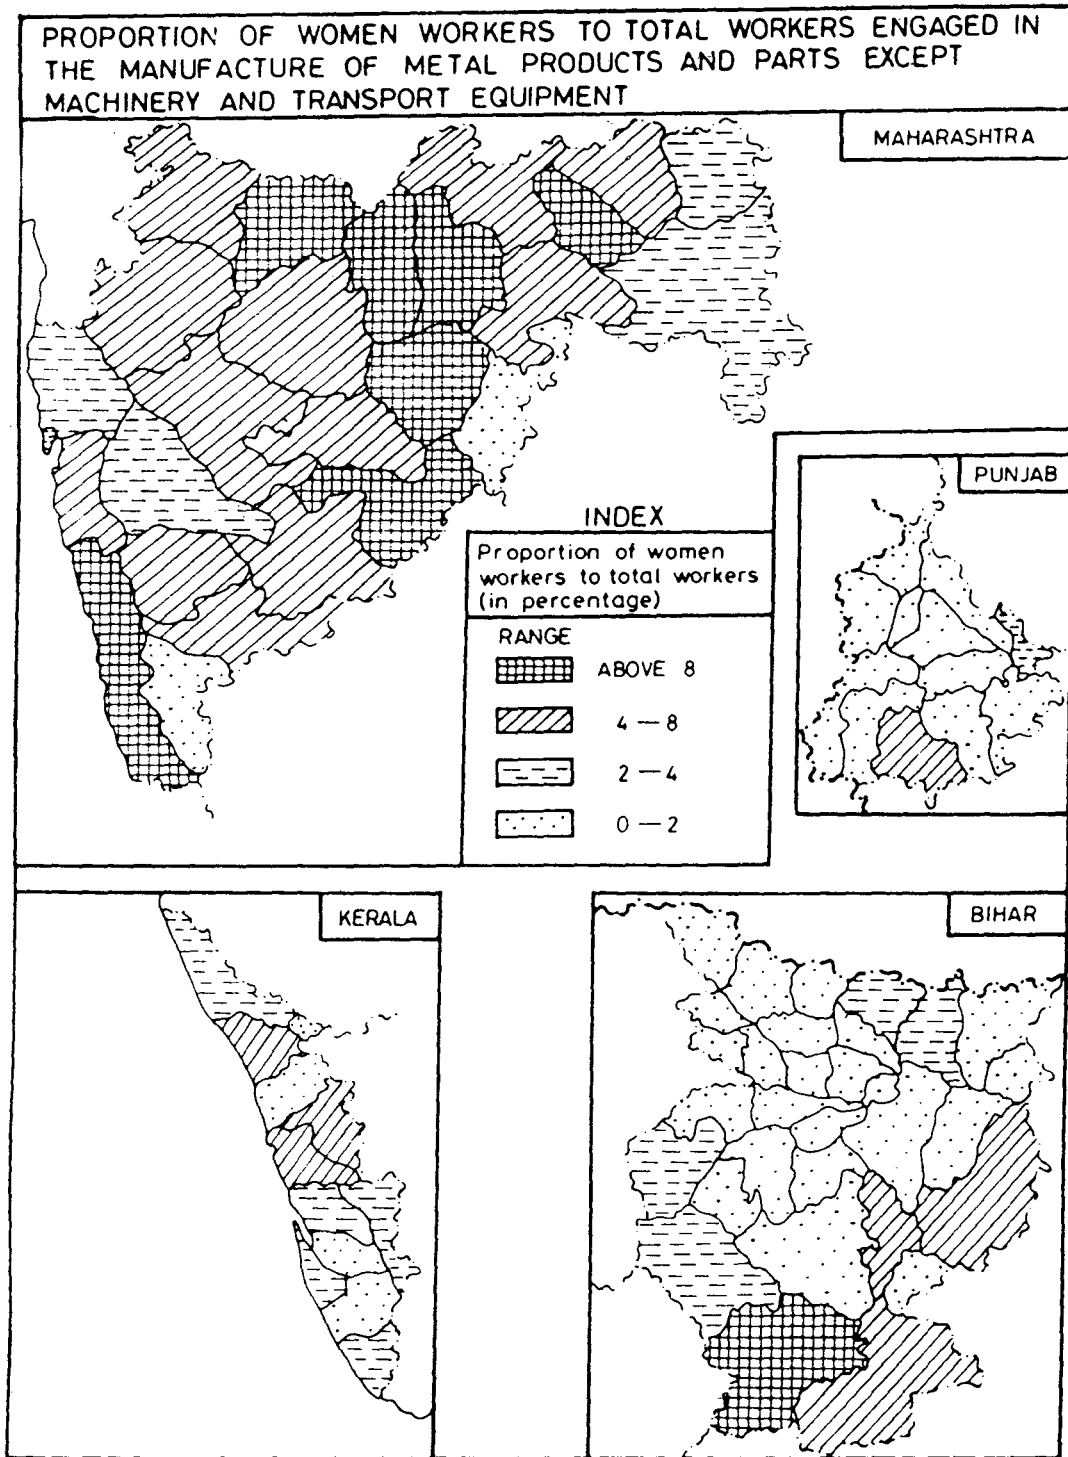 PROPORTION OF WOMEN WORKERS TO TOTAL WORKERS ENGAGED IN
THE MANUFACTURE OF METAL PRODUCTS AND PARTS EXCEPT
MACHINERY AND TRANSPORT EQUIPMENT
MAHARASHTRA
PUNJAB
INDEX
Proportion of women
workers to total workers
(in percentage)
RANGE
ABOVE 8
4 — 8
2 — 4
0 — 2
KERALA
BIHAR